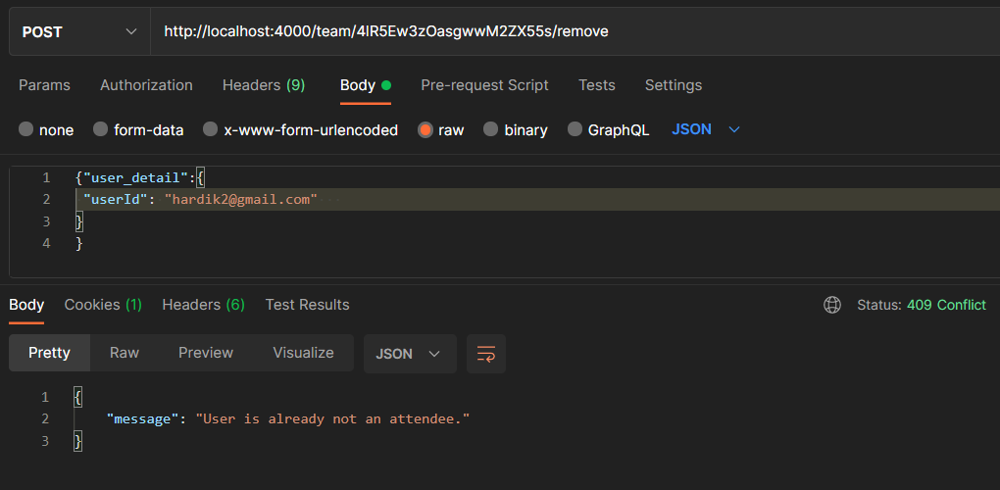 POST http://localhost:4000/team/4lR5Ew3zOasgwwM2ZX55s/remove
Params Authorization Headers (9) Body Pre-request Script Tests Settings
none form-data x-www-form-urlencoded raw binary GraphQL JSON
1 {"user_detail":{
2 "userId": "hardik2@gmail.com"
3 }
4 }
Body Cookies (1) Headers (6) Test Results Status: 409 Conflict
Pretty Raw Preview Visualize JSON
1 {
2 "message": "User is already not an attendee."
3 }